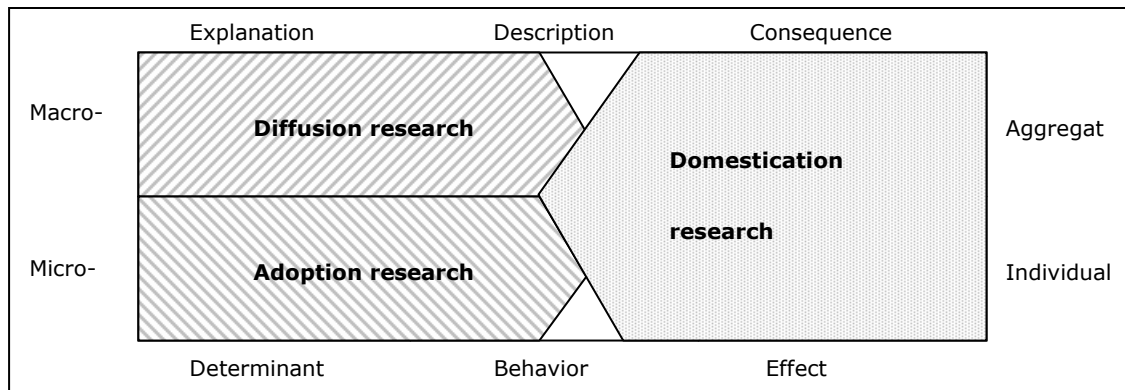 Explanation Description Consequence
Macro- Diffusion research Aggregat
Domestication
research
Micro- Adoption research Individual
Determinant Behavior Effect